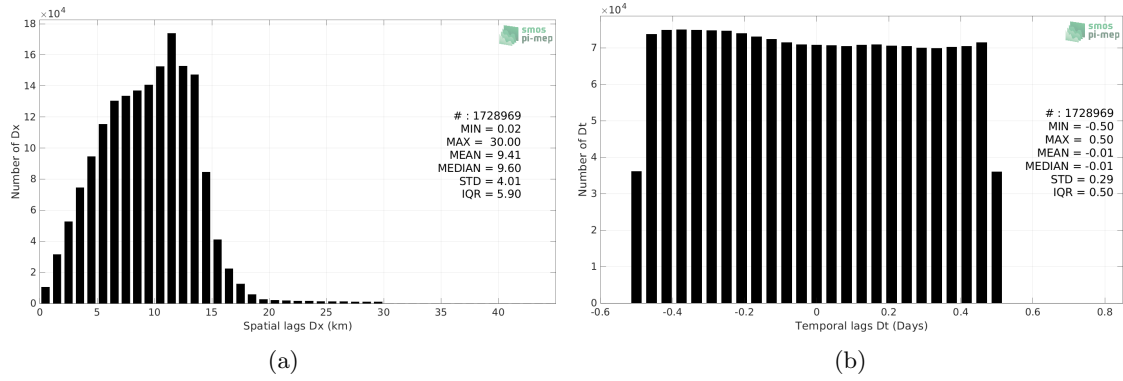 ×10⁴
18
16
14
12
10
8
6
4
2
0
Number of Dx
smos
pi-mep
# : 1728969
MIN = 0.02
MAX = 30.00
MEAN = 9.41
MEDIAN = 9.60
STD = 4.01
IQR = 5.90
0 5 10 15 20 25 30 35 40
Spatial lags Dx (km)
(a)
×10⁴
7
6
5
4
3
2
1
0
Number of Dt
smos
pi-mep
# : 1728969
MIN = -0.50
MAX = 0.50
MEAN = -0.01
MEDIAN = -0.01
STD = 0.29
IQR = 0.50
-0.6 -0.4 -0.2 0 0.2 0.4 0.6 0.8
Temporal lags Dt (Days)
(b)